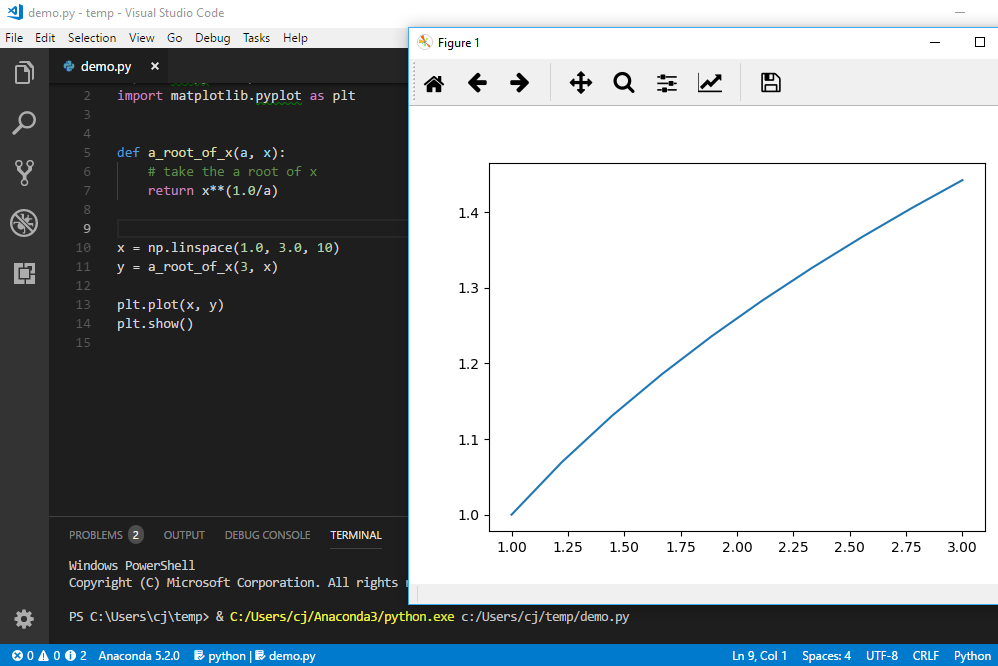 demo.py - temp - Visual Studio Code
File Edit Selection View Go Debug Tasks Help
demo.py
2 import matplotlib.pyplot as plt
3
4
5 def a_root_of_x(a, x):
6 # take the a root of x
7 return x**(1.0/a)
8
9
10 x = np.linspace(1.0, 3.0, 10)
11 y = a_root_of_x(3, x)
12
13 plt.plot(x, y)
14 plt.show()
15
Figure 1
1.4
1.3
1.2
1.1
1.0
1.00 1.25 1.50 1.75 2.00 2.25 2.50 2.75 3.00
PROBLEMS 2 OUTPUT DEBUG CONSOLE TERMINAL
Windows PowerShell
Copyright (C) Microsoft Corporation. All rights
PS C:\Users\cj\temp> & C:/Users/cj/Anaconda3/python.exe c:/Users/cj/temp/demo.py
0 0 2 Anaconda 5.2.0 python | demo.py Ln 9, Col 1 Spaces: 4 UTF-8 CRLF Python